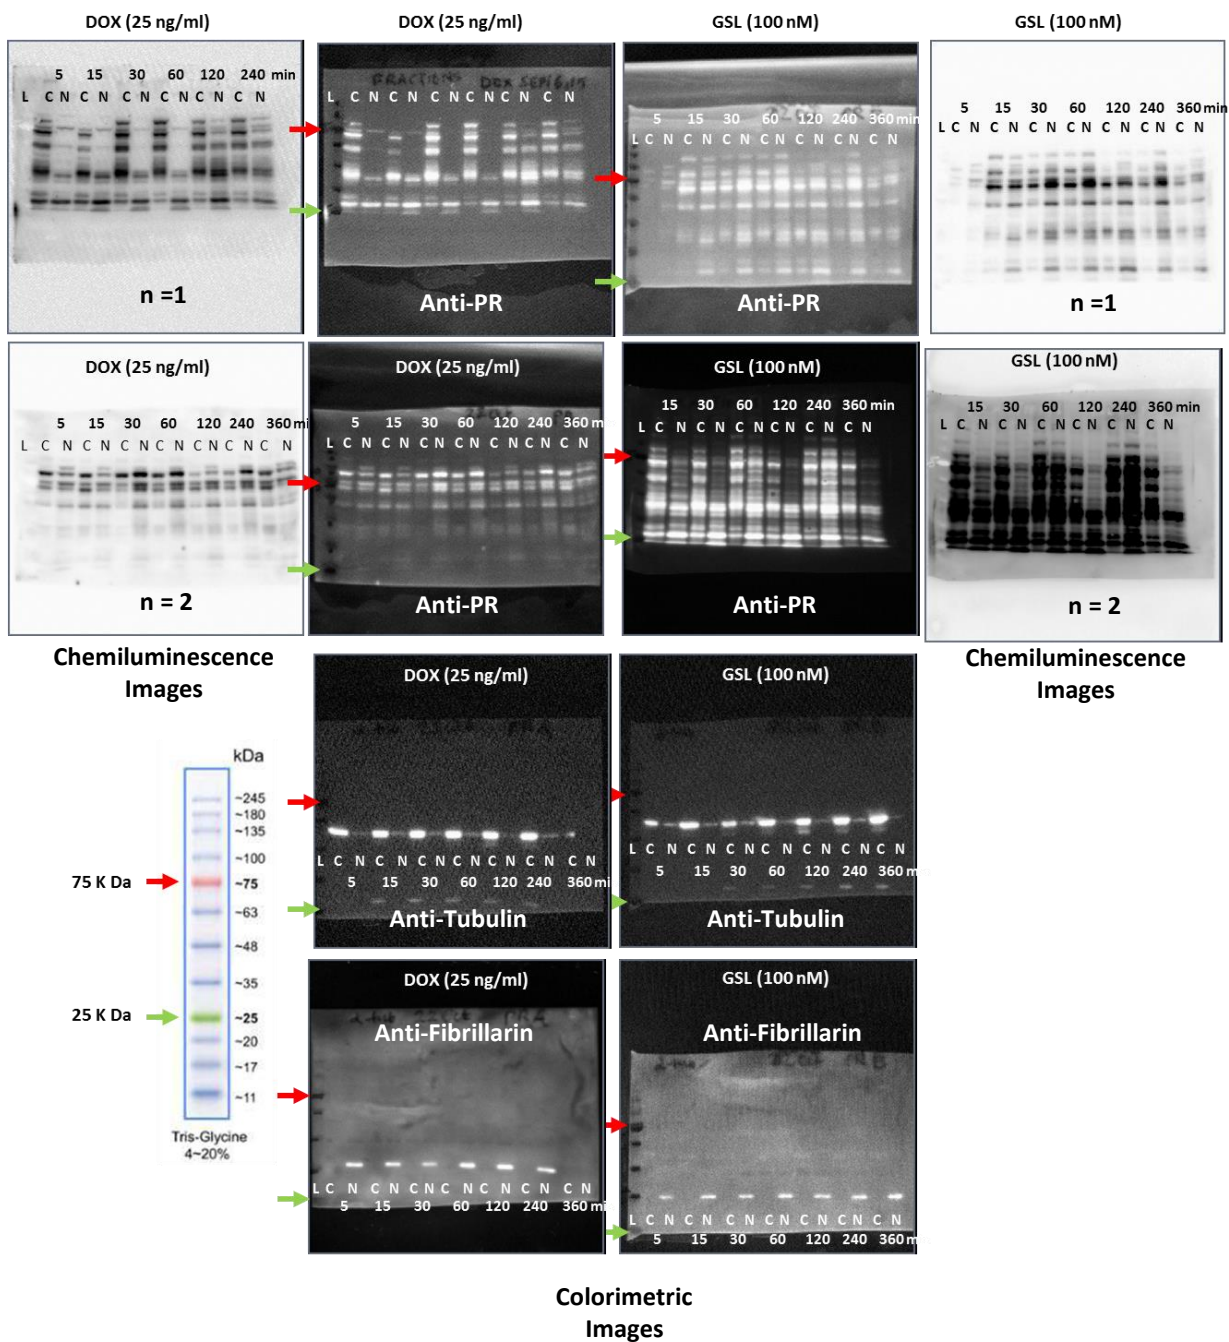 DOX (25 ng/ml)
DOX (25 ng/ml)
GSL (100 nM)
GSL (100 nM)
5 15 30 60 120 240 min
L C N C N C N C N C N C N
n =1
FRACTIONS DOX SEP16,19
L C N C N C N C N C N C N
Anti-PR
5 15 30 60 120 240 360 min
L C N C N C N C N C N C N C N
Anti-PR
5 15 30 60 120 240 360 min
L C N C N C N C N C N C N C N
n =1
DOX (25 ng/ml)
5 15 30 60 120 240 360 mi
L C N C N C N C N C N C N C N
n = 2
DOX (25 ng/ml)
5 15 30 60 120 240 360 min
L C N C N C N C N C N C N C N
Anti-PR
GSL (100 nM)
15 30 60 120 240 360 min
L C N C N C N C N C N C N
Anti-PR
GSL (100 nM)
15 30 60 120 240 360 min
L C N C N C N C N C N C N
n = 2
Chemiluminescence
Images
Chemiluminescence
Images
DOX (25 ng/ml)
L C N C N C N C N C N C N C N
5 15 30 60 120 240 360 mi
Anti-Tubulin
GSL (100 nM)
L C N C N C N C N C N C N C N
5 15 30 60 120 240 360 min
Anti-Tubulin
kDa
~245
~180
~135
~100
75 K Da ~75
~63
~48
~35
25 K Da ~25
~20
~17
~11
Tris-Glycine
4~20%
DOX (25 ng/ml)
Anti-Fibrillarin
L C N C N C N C N C N C N C N
5 15 30 60 120 240 360 min
GSL (100 nM)
Anti-Fibrillarin
L C N C N C N C N C N C N C N
5 15 30 60 120 240 360 min
Colorimetric
Images